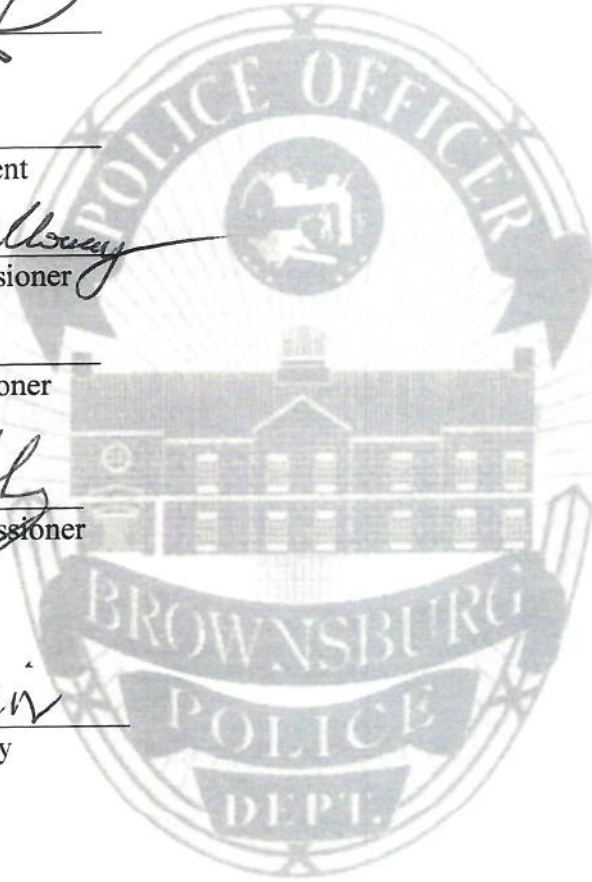 POLICE OFFICER
ent
sioner
oner
ssioner
y
BROWNSBURG
POLICE
DEPT.